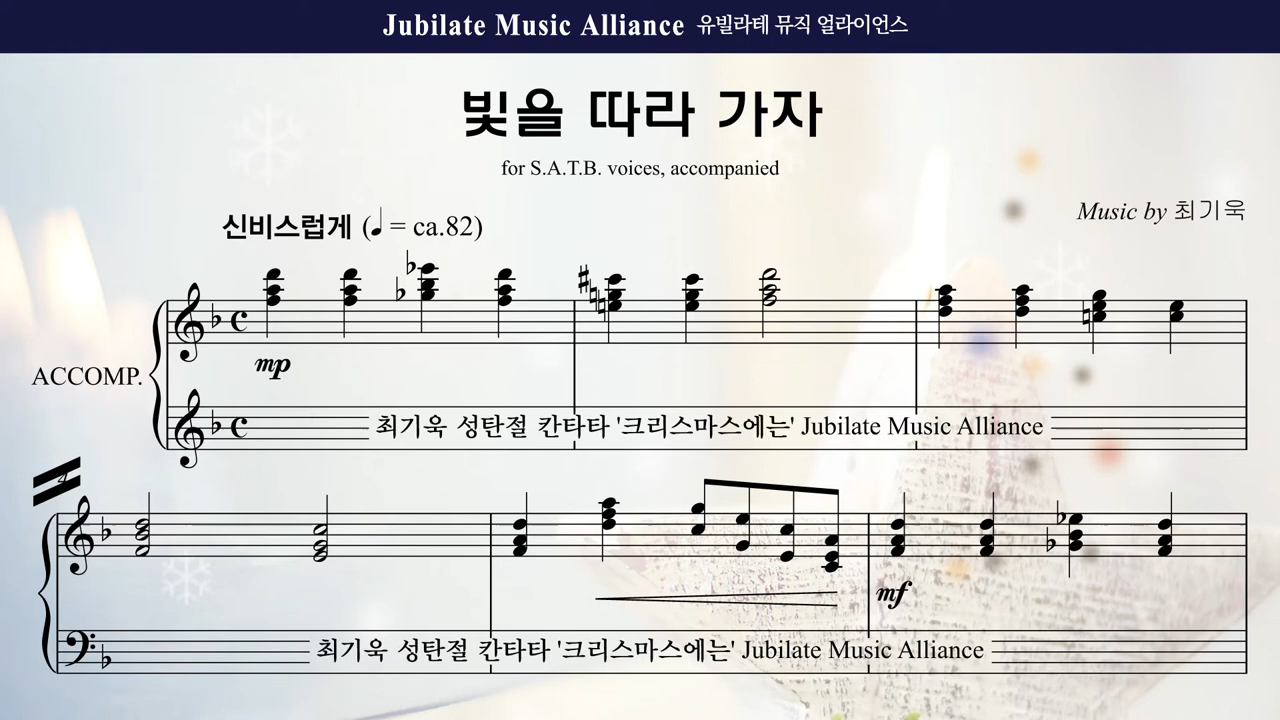 Jubilate Music Alliance 유빌라테 뮤직 얼라이언스
빛을 따라 가자
for S.A.T.B. voices, accompanied
Music by 최기욱
신비스럽게 (♩ = ca.82)
mp
ACCOMP.
최기욱 성탄절 칸타타 '크리스마스에는' Jubilate Music Alliance
mf
최기욱 성탄절 칸타타 '크리스마스에는' Jubilate Music Alliance